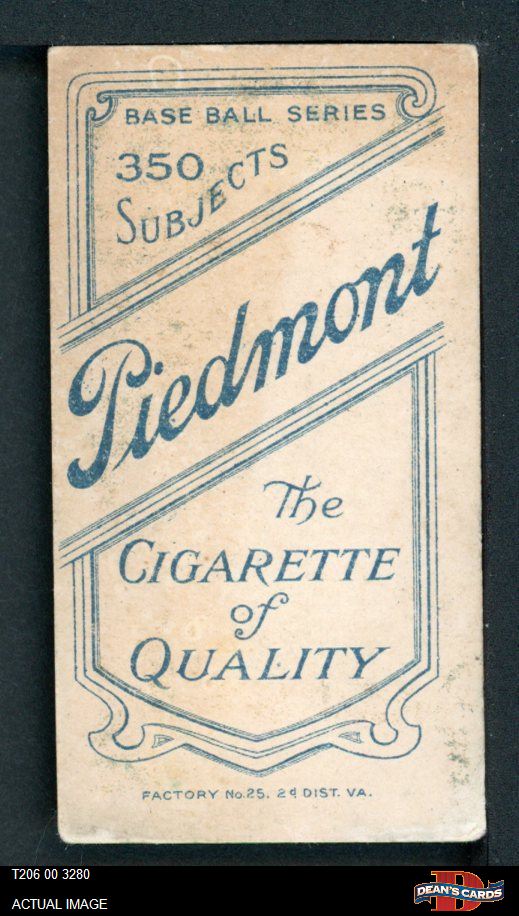 BASE BALL SERIES
350
SUBJECTS
Piedmont
The
CIGARETTE
of
QUALITY
FACTORY No.25. 2d DIST. VA.
T206 00 3280
ACTUAL IMAGE
D
DEAN'S CARDS